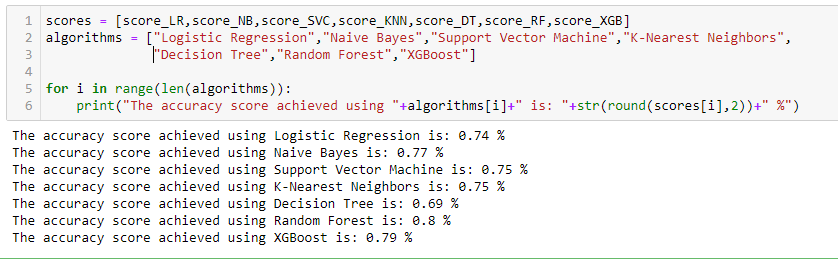 1 scores = [score_LR,score_NB,score_SVC,score_KNN,score_DT,score_RF,score_XGB]
2 algorithms = ["Logistic Regression","Naive Bayes","Support Vector Machine","K-Nearest Neighbors",
3 "Decision Tree","Random Forest","XGBoost"]
4
5 for i in range(len(algorithms)):
6 print("The accuracy score achieved using "+algorithms[i]+" is: "+str(round(scores[i],2))+" %")
The accuracy score achieved using Logistic Regression is: 0.74 %
The accuracy score achieved using Naive Bayes is: 0.77 %
The accuracy score achieved using Support Vector Machine is: 0.75 %
The accuracy score achieved using K-Nearest Neighbors is: 0.75 %
The accuracy score achieved using Decision Tree is: 0.69 %
The accuracy score achieved using Random Forest is: 0.8 %
The accuracy score achieved using XGBoost is: 0.79 %